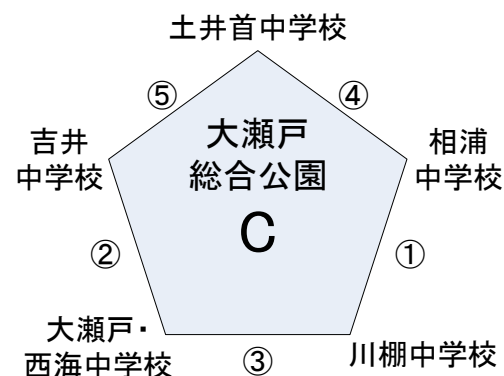 土井首中学校
⑤
④
吉井
中学校
大瀬戸
総合公園
C
相浦
中学校
②
①
大瀬戸・
西海中学校
③
川棚中学校